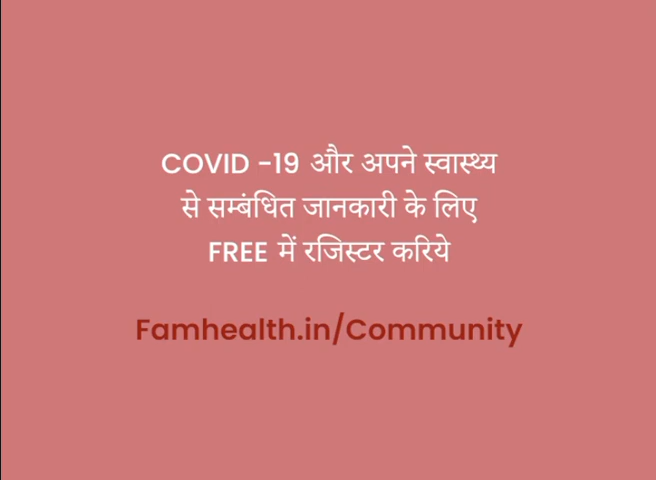 COVID -19 और अपने स्वास्थ्य
से सम्बंधित जानकारी के लिए
FREE में रजिस्टर करिये
Famhealth.in/Community